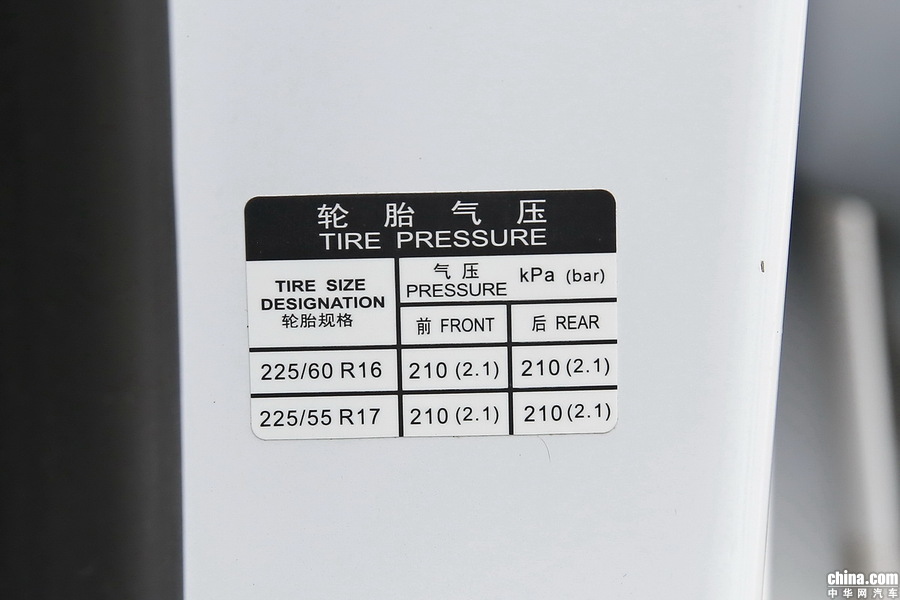 轮胎气压
TIRE PRESSURE
TIRE SIZE
DESIGNATION
轮胎规格
气压
PRESSURE
kPa (bar)
前 FRONT
后 REAR
225/60 R16
210 (2.1)
210 (2.1)
225/55 R17
210 (2.1)
210 (2.1)
china.com
中华网汽车